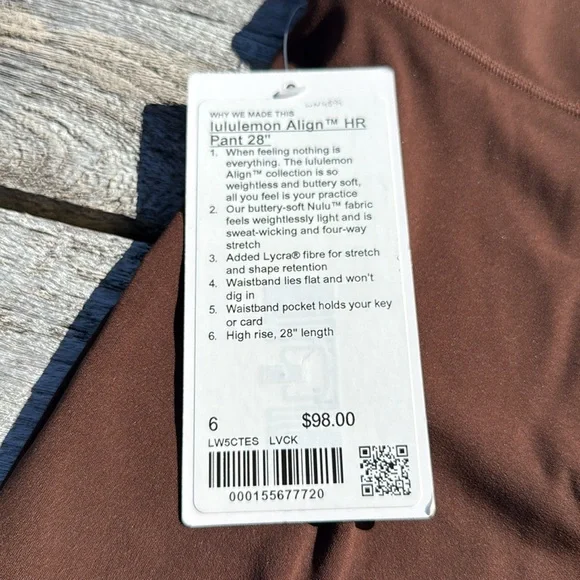 WHY WE MADE THIS
lululemon Align™ HR
Pant 28"
1. When feeling nothing is
everything. The lululemon
Align™ collection is so
weightless and buttery soft,
all you feel is your practice
2. Our buttery-soft Nulu™ fabric
feels weightlessly light and is
sweat-wicking and four-way
stretch
3. Added Lycra® fibre for stretch
and shape retention
4. Waistband lies flat and won't
dig in
5. Waistband pocket holds your key
or card
6. High rise, 28" length
6 $98.00
LW5CTES LVCK
000155677720